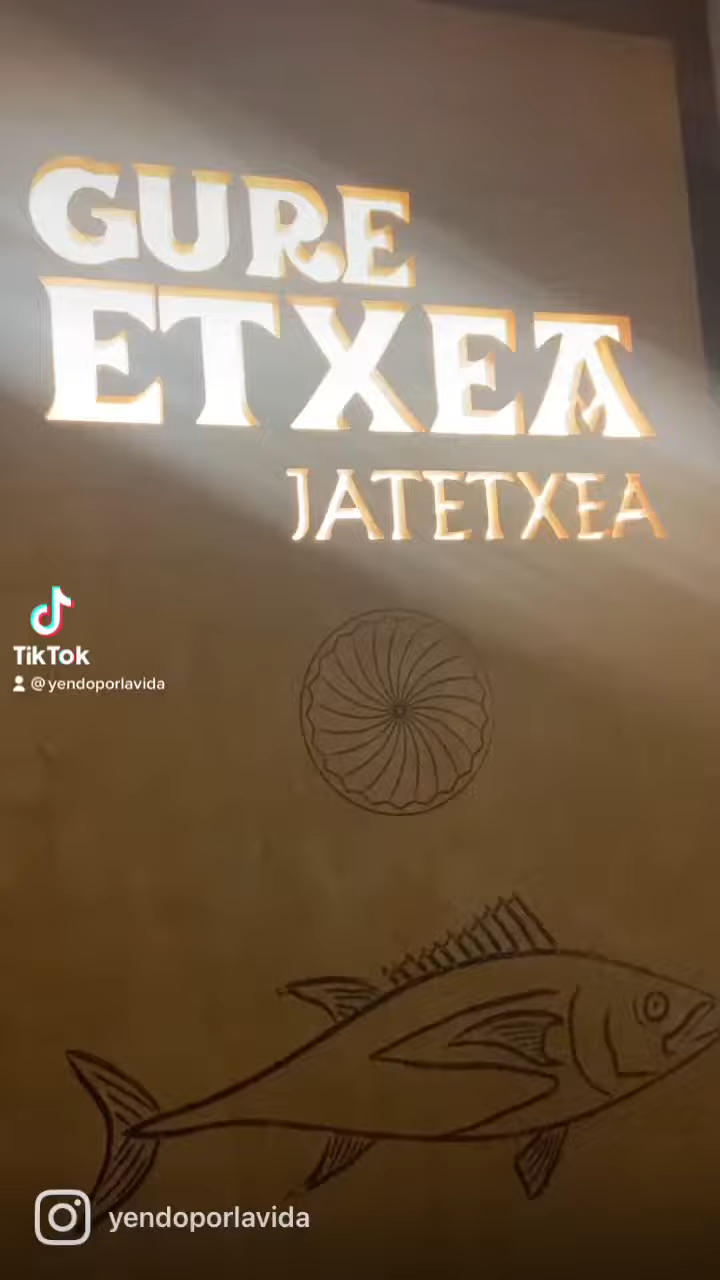 GURE
ETXEA
JATETXEA
TikTok
@yendoporlavida
yendoporlavida